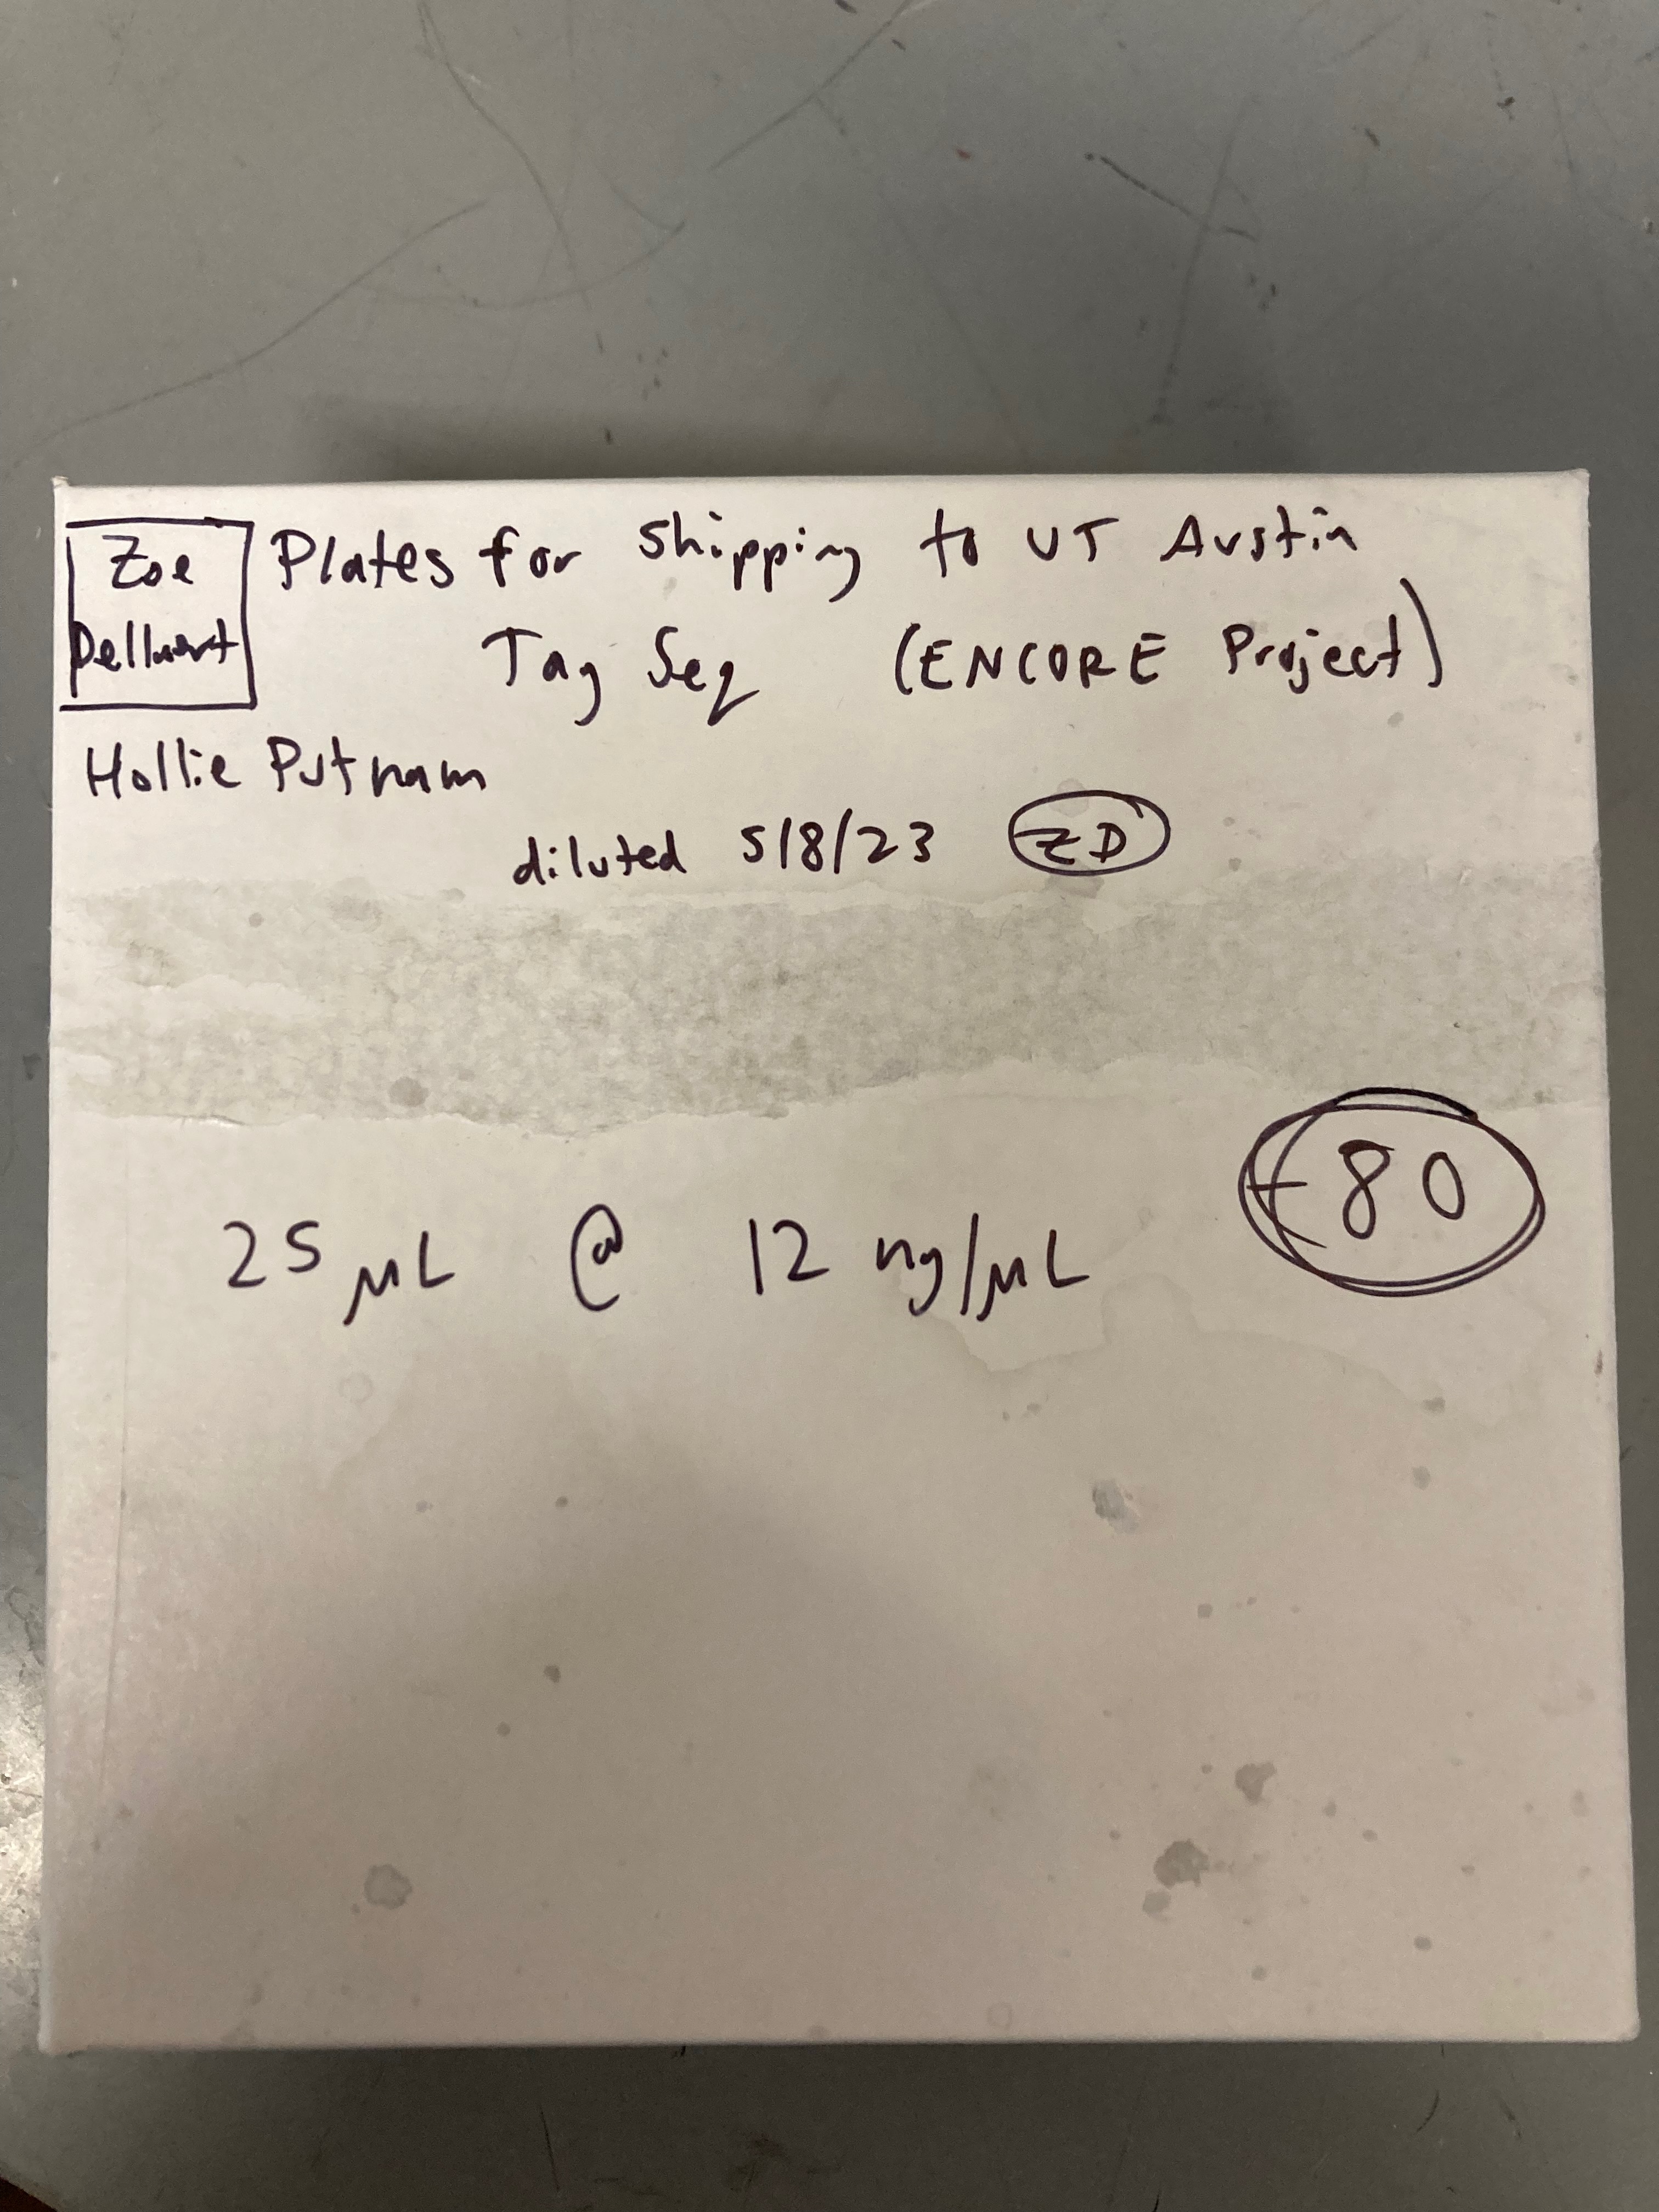 Zoe
Dellaert
Plates for shipping to UT Austin
Tag Seq (ENCORE Project)
Hollie Putnam
diluted 5/8/23 ZD
-80
25 µL @ 12 ng/µL